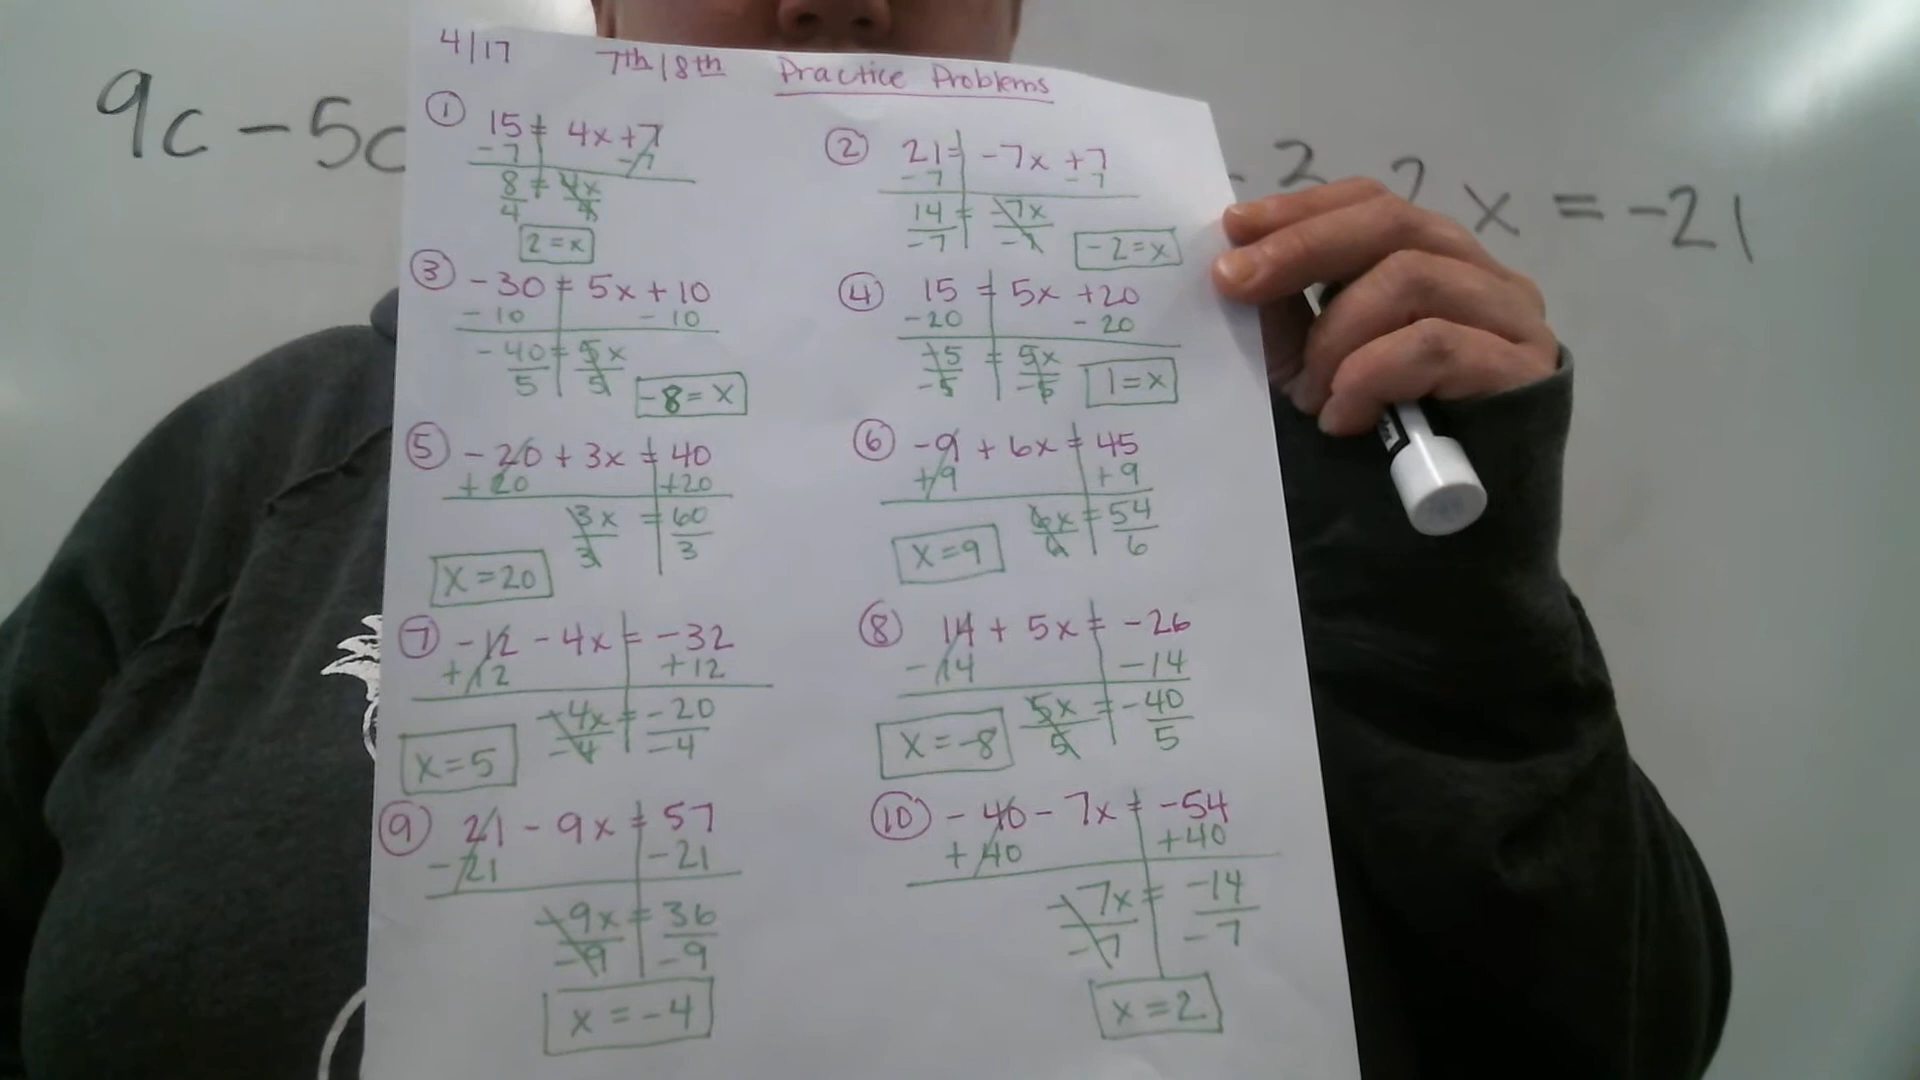 4/17 7th/8th Practice Problems
9c - 5c
x = -21
① 15 = 4x + 7
-7 -7
8/4 = 4x/4
2 = x
② 21 = -7x + 7
-7 -7
14/-7 = -7x/-7
-2 = x
③ -30 = 5x + 10
-10 -10
-40/5 = 5x/5
-8 = x
④ 15 = 5x + 20
-20 -20
5/-5 = 5x/-5
1 = x
⑤ -20 + 3x = 40
+20 +20
3x/3 = 60/3
x = 20
⑥ -9 + 6x = 45
+9 +9
6x/6 = 54/6
x = 9
⑦ -12 - 4x = -32
+12 +12
-4x/-4 = -20/-4
x = 5
⑧ 14 + 5x = -26
-14 -14
5x/5 = -40/5
x = -8
⑨ 21 - 9x = 57
-21 -21
-9x/-9 = 36/-9
x = -4
⑩ -40 - 7x = -54
+40 +40
-7x/-7 = -14/-7
x = 2